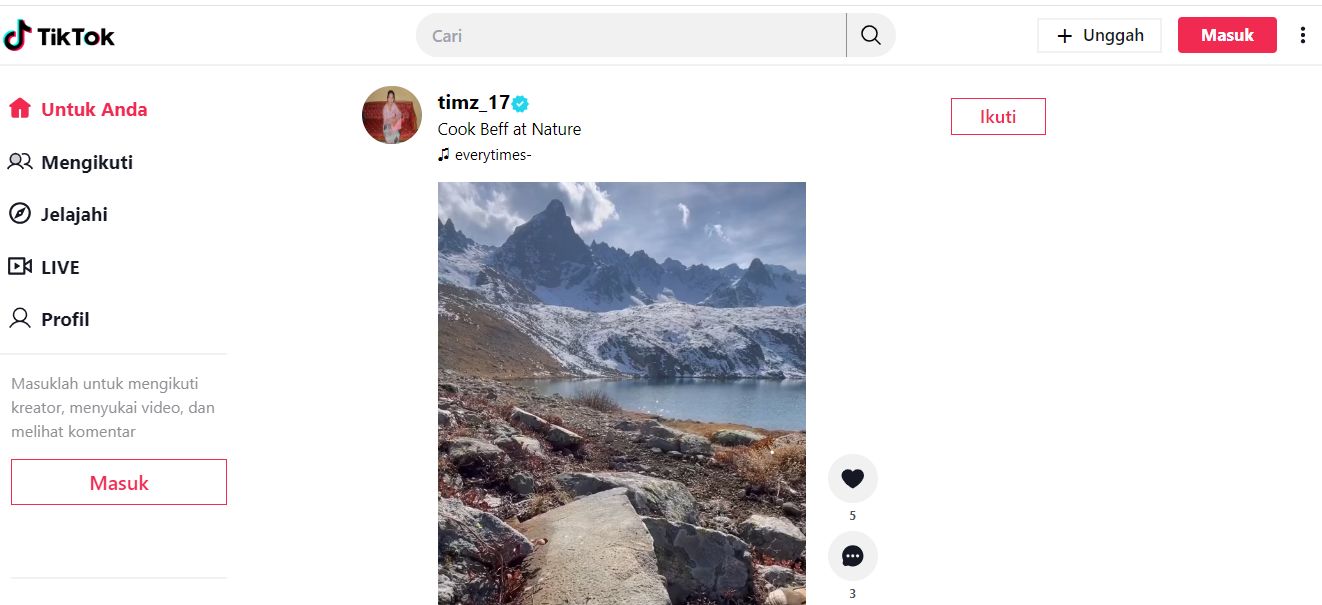 TikTok
Cari
Unggah
Masuk
Untuk Anda
Mengikuti
Jelajahi
LIVE
Profil
Masuklah untuk mengikuti
kreator, menyukai video, dan
melihat komentar
Masuk
timz_17
Cook Beff at Nature
everytimes-
Ikuti
5
3